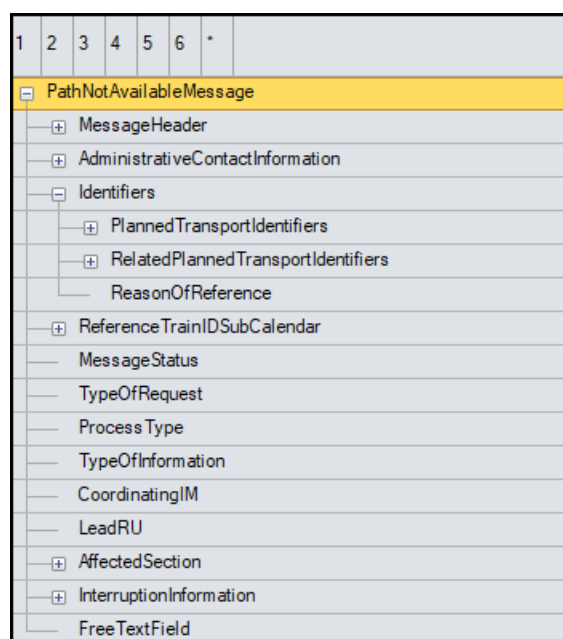 1 2 3 4 5 6 *
PathNotAvailableMessage
MessageHeader
AdministrativeContactInformation
Identifiers
PlannedTransportIdentifiers
RelatedPlannedTransportIdentifiers
ReasonOfReference
ReferenceTrainIDSubCalendar
MessageStatus
TypeOfRequest
ProcessType
TypeOfInformation
CoordinatingIM
LeadRU
AffectedSection
InterruptionInformation
FreeTextField